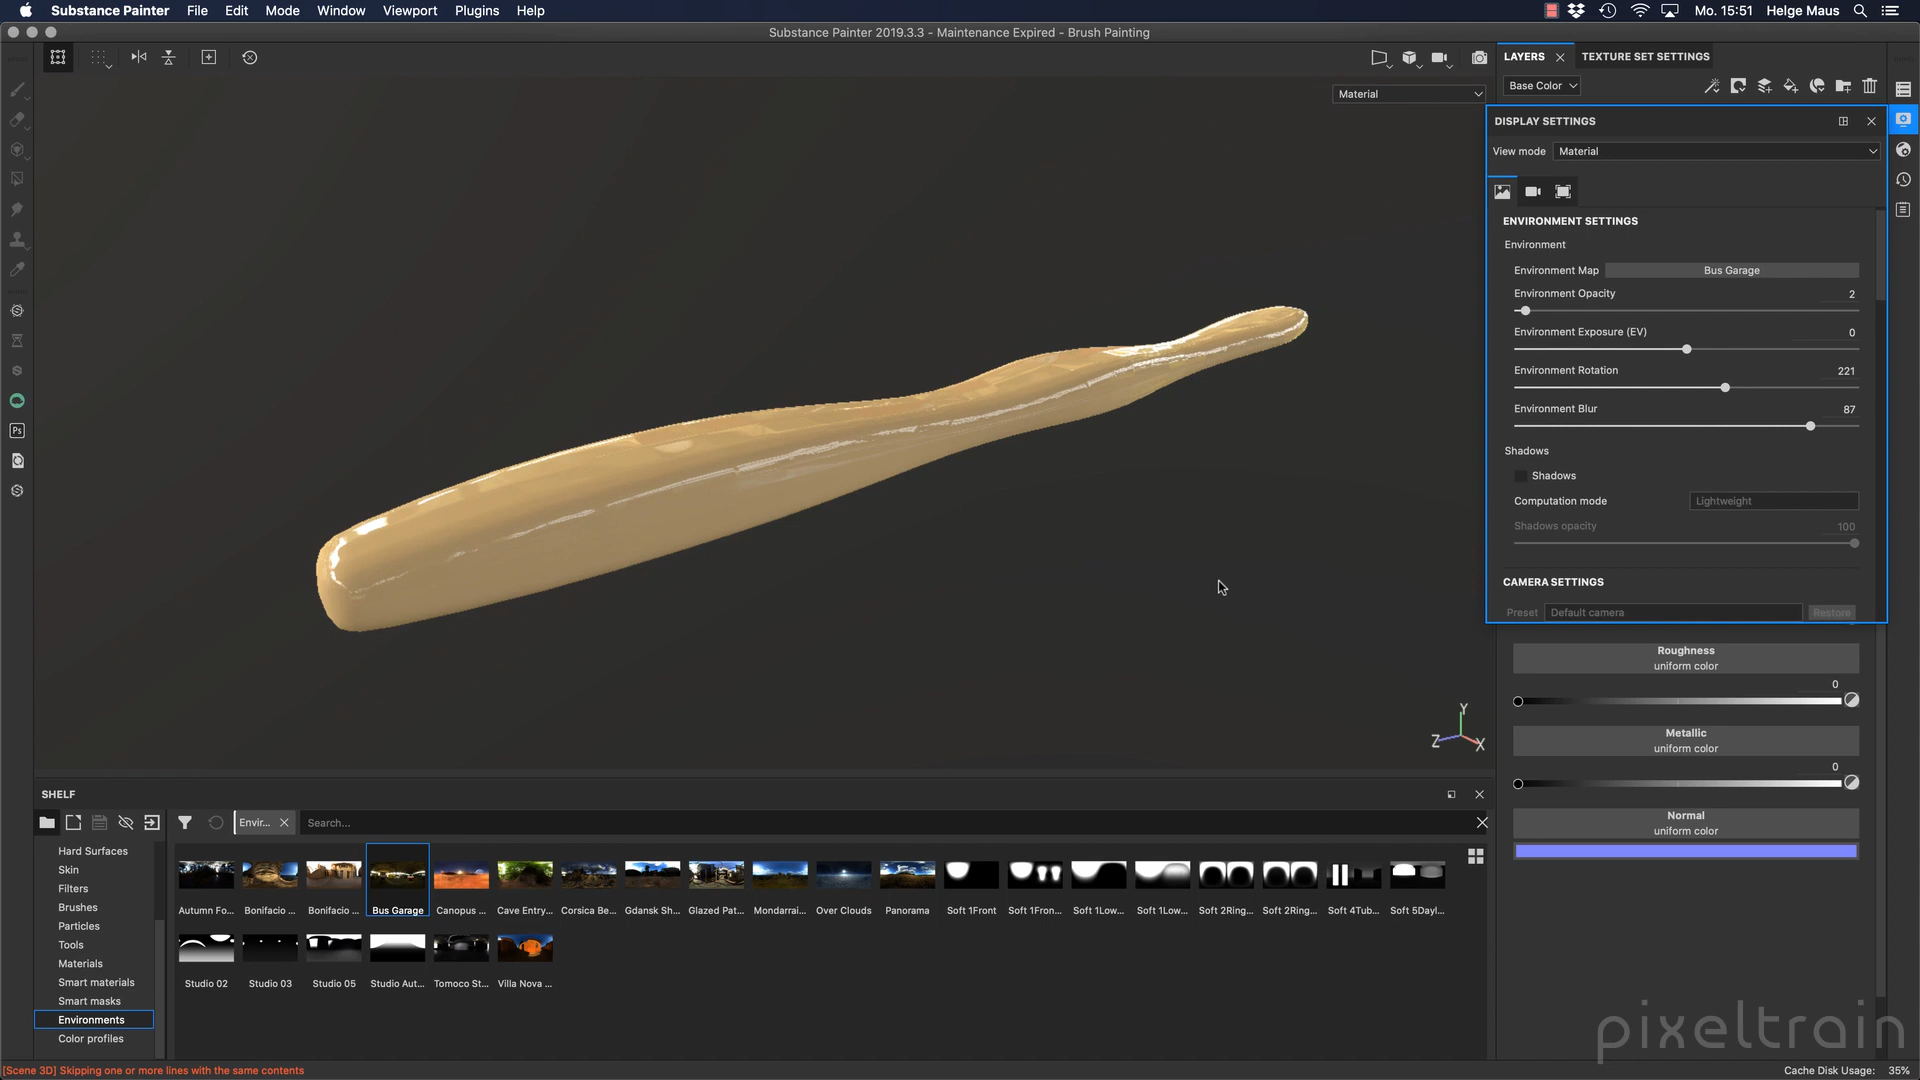 Substance Painter File Edit Mode Window Viewport Plugins Help Mo. 15:51 Helge Maus
Substance Painter 2019.3.3 - Maintenance Expired - Brush Painting
LAYERS TEXTURE SET SETTINGS
Base Color
Material
DISPLAY SETTINGS
View mode Material
ENVIRONMENT SETTINGS
Environment
Environment Map Bus Garage
Environment Opacity 2
Environment Exposure (EV) 0
Environment Rotation 221
Environment Blur 87
Shadows
Shadows
Computation mode Lightweight
Shadows opacity 100
CAMERA SETTINGS
Preset Default camera Restore
Roughness
uniform color
0
Metallic
uniform color
0
Normal
uniform color
Y
Z X
Ps
SHELF
Envir... Search...
Hard Surfaces
Skin
Filters
Brushes
Particles
Tools
Materials
Smart materials
Smart masks
Environments
Color profiles
Autumn Fo... Bonifacio ... Bonifacio ... Bus Garage Canopus ... Cave Entry... Corsica Be... Gdansk Sh... Glazed Pat... Mondarrai... Over Clouds Panorama Soft 1Front Soft 1Fron... Soft 1Low... Soft 1Low... Soft 2Ring... Soft 2Ring... Soft 4Tub... Soft 5Dayl...
Studio 02 Studio 03 Studio 05 Studio Aut... Tomoco St... Villa Nova ...
pixeltrain
[Scene 3D] Skipping one or more lines with the same contents
Cache Disk Usage: 35%